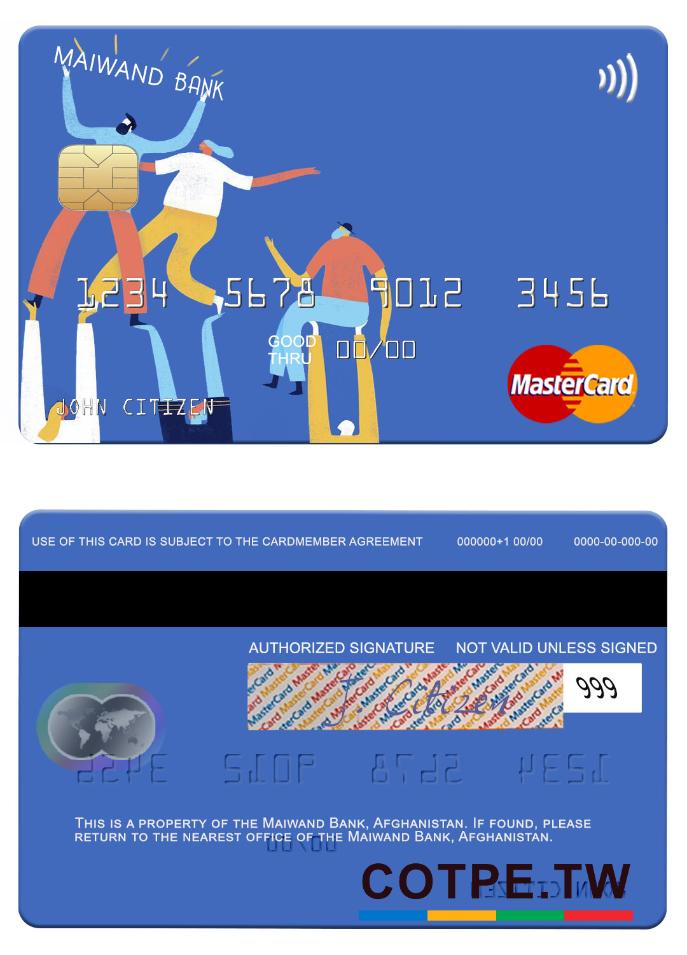 MAIWAND BANK
1234 5678 9012 3456
GOOD THRU 00/00
JOHN CITIZEN
MasterCard
USE OF THIS CARD IS SUBJECT TO THE CARDMEMBER AGREEMENT 000000+1 00/00 0000-00-000-00
AUTHORIZED SIGNATURE NOT VALID UNLESS SIGNED
J. Citizen 999
THIS IS A PROPERTY OF THE MAIWAND BANK, AFGHANISTAN. IF FOUND, PLEASE
RETURN TO THE NEAREST OFFICE OF THE MAIWAND BANK, AFGHANISTAN.
COTPE.TW